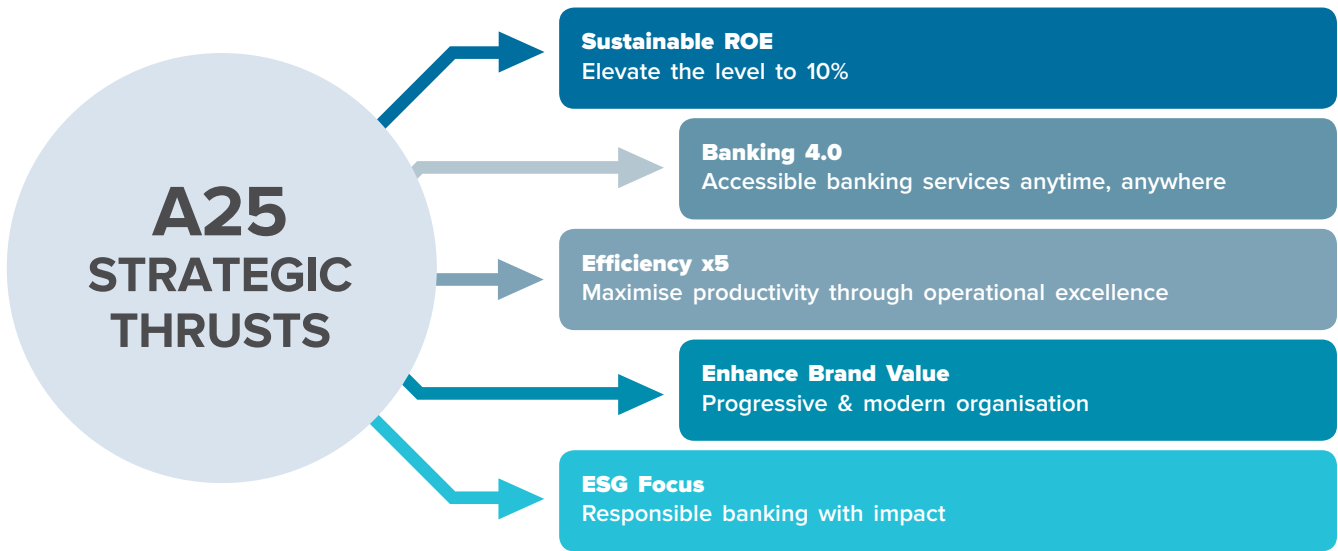 A25
STRATEGIC
THRUSTS
Sustainable ROE
Elevate the level to 10%
Banking 4.0
Accessible banking services anytime, anywhere
Efficiency x5
Maximise productivity through operational excellence
Enhance Brand Value
Progressive & modern organisation
ESG Focus
Responsible banking with impact